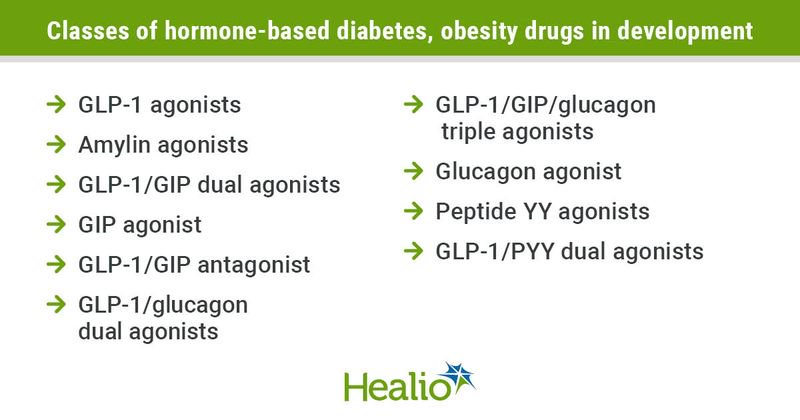 Classes of hormone-based diabetes, obesity drugs in development
GLP-1 agonists
Amylin agonists
GLP-1/GIP dual agonists
GIP agonist
GLP-1/GIP antagonist
GLP-1/glucagon
dual agonists
GLP-1/GIP/glucagon
triple agonists
Glucagon agonist
Peptide YY agonists
GLP-1/PYY dual agonists
Healio